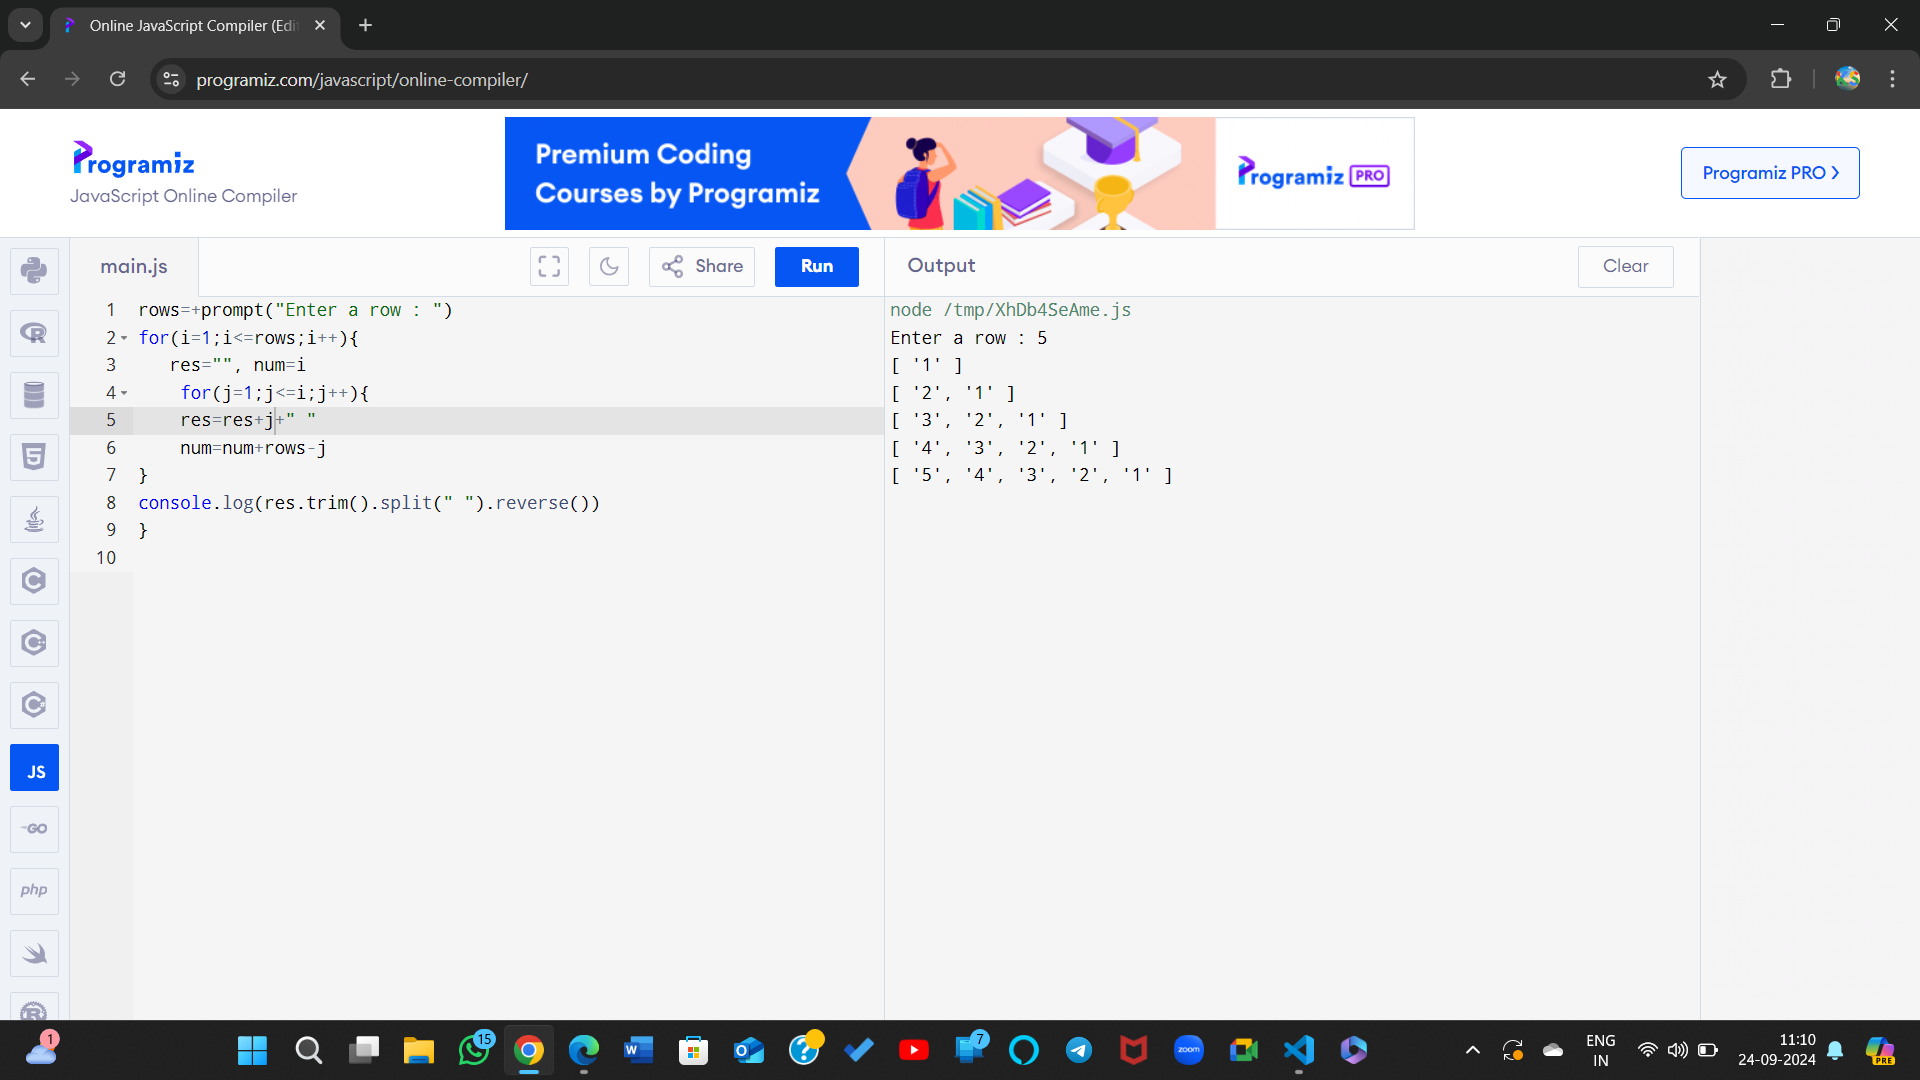 Online JavaScript Compiler (Edi
programiz.com/javascript/online-compiler/
Programiz
JavaScript Online Compiler
Premium Coding
Courses by Programiz
Programiz PRO
Programiz PRO
main.js
Share
Run
Output
Clear
1 rows=+prompt("Enter a row : ")
2 for(i=1;i<=rows;i++){
3 res="", num=i
4 for(j=1;j<=i;j++){
5 res=res+j+" "
6 num=num+rows-j
7 }
8 console.log(res.trim().split(" ").reverse())
9 }
10
node /tmp/XhDb4SeAme.js
Enter a row : 5
[ '1' ]
[ '2', '1' ]
[ '3', '2', '1' ]
[ '4', '3', '2', '1' ]
[ '5', '4', '3', '2', '1' ]
R
5
C
C
C
JS
GO
php
R
1
15
W
O
?
7
zoom
ENG
IN
11:10
24-09-2024
PRE